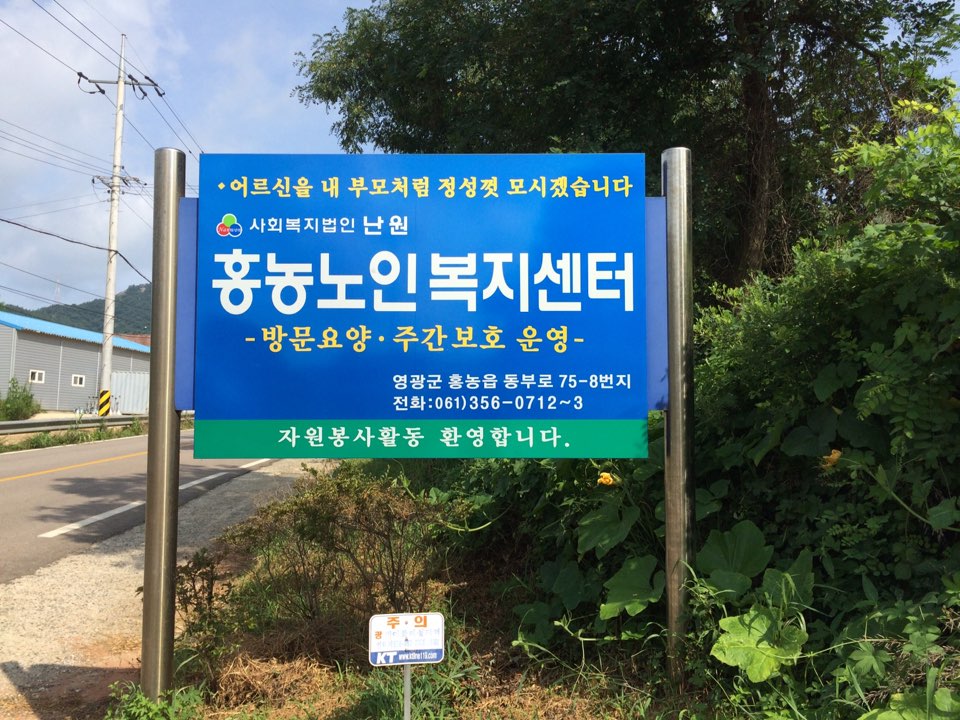 •어르신을 내 부모처럼 정성껏 모시겠습니다
사회복지법인 난원
홍농노인복지센터
-방문요양·주간보호 운영-
영광군 홍농읍 동부로 75-8번지
전화:061)356-0712~3
자원봉사활동 환영합니다.
주·의
KT www.ktline119.com